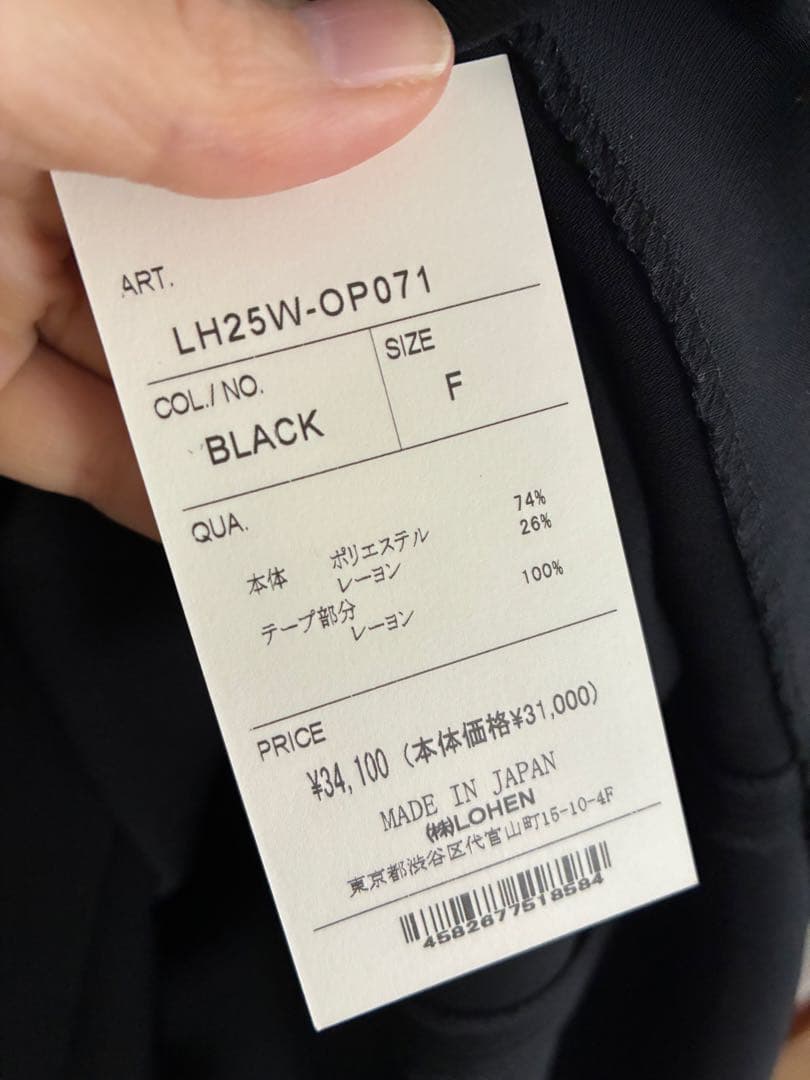 ART.
LH25W-OP071
COL./NO.
BLACK
SIZE
F
QUA.
本体 ポリエステル 74%
レーヨン 26%
テープ部分
レーヨン 100%
PRICE
¥34,100 (本体価格¥31,000)
MADE IN JAPAN
㈱LOHEN
東京都渋谷区代官山町15-10-4F
4582677518584